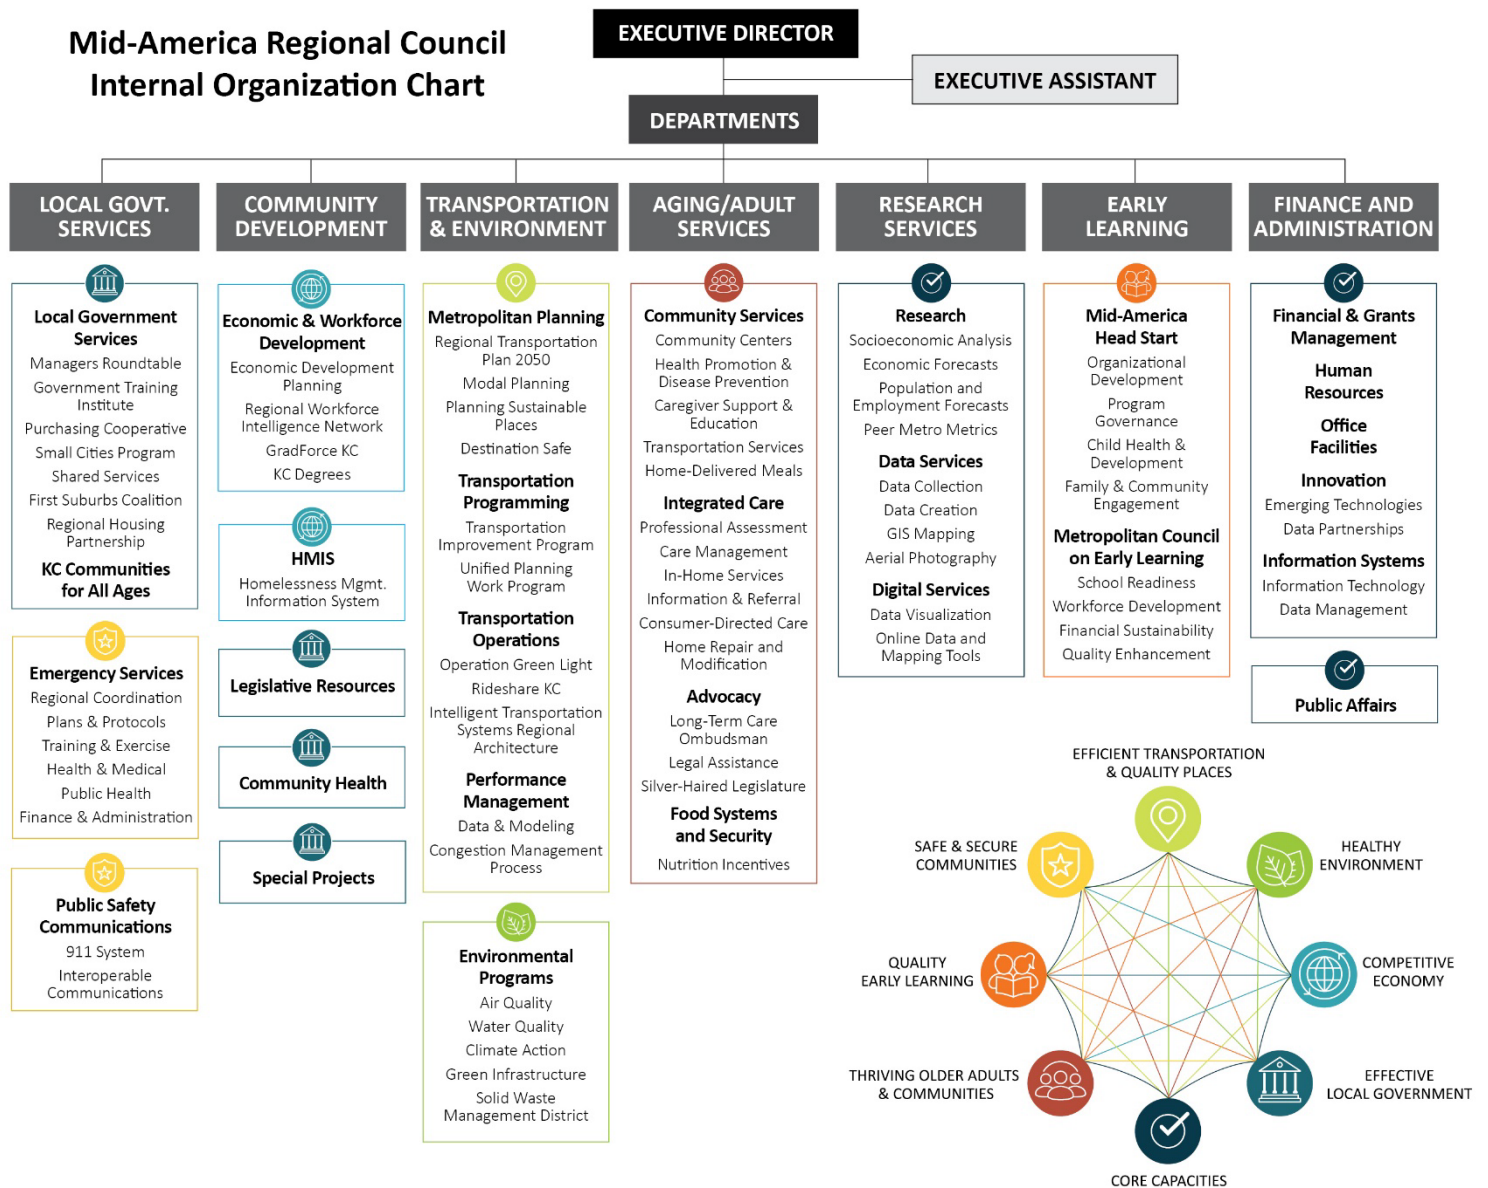 Mid-America Regional Council
Internal Organization Chart
EXECUTIVE DIRECTOR
EXECUTIVE ASSISTANT
DEPARTMENTS
LOCAL GOVT.
SERVICES
Local Government
Services
Managers Roundtable
Government Training
Institute
Purchasing Cooperative
Small Cities Program
Shared Services
First Suburbs Coalition
Regional Housing
Partnership
KC Communities
for All Ages
Emergency Services
Regional Coordination
Plans & Protocols
Training & Exercise
Health & Medical
Public Health
Finance & Administration
Public Safety
Communications
911 System
Interoperable
Communications
COMMUNITY
DEVELOPMENT
Economic & Workforce
Development
Economic Development
Planning
Regional Workforce
Intelligence Network
GradForce KC
KC Degrees
HMIS
Homelessness Mgmt.
Information System
Legislative Resources
Community Health
Special Projects
TRANSPORTATION
& ENVIRONMENT
Metropolitan Planning
Regional Transportation
Plan 2050
Modal Planning
Planning Sustainable
Places
Destination Safe
Transportation
Programming
Transportation
Improvement Program
Unified Planning
Work Program
Transportation
Operations
Operation Green Light
Rideshare KC
Intelligent Transportation
Systems Regional
Architecture
Performance
Management
Data & Modeling
Congestion Management
Process
Environmental
Programs
Air Quality
Water Quality
Climate Action
Green Infrastructure
Solid Waste
Management District
AGING/ADULT
SERVICES
Community Services
Community Centers
Health Promotion &
Disease Prevention
Caregiver Support &
Education
Transportation Services
Home-Delivered Meals
Integrated Care
Professional Assessment
Care Management
In-Home Services
Information & Referral
Consumer-Directed Care
Home Repair and
Modification
Advocacy
Long-Term Care
Ombudsman
Legal Assistance
Silver-Haired Legislature
Food Systems
and Security
Nutrition Incentives
RESEARCH
SERVICES
Research
Socioeconomic Analysis
Economic Forecasts
Population and
Employment Forecasts
Peer Metro Metrics
Data Services
Data Collection
Data Creation
GIS Mapping
Aerial Photography
Digital Services
Data Visualization
Online Data and
Mapping Tools
EARLY
LEARNING
Mid-America
Head Start
Organizational
Development
Program
Governance
Child Health &
Development
Family & Community
Engagement
Metropolitan Council
on Early Learning
School Readiness
Workforce Development
Financial Sustainability
Quality Enhancement
FINANCE AND
ADMINISTRATION
Financial & Grants
Management
Human
Resources
Office
Facilities
Innovation
Emerging Technologies
Data Partnerships
Information Systems
Information Technology
Data Management
Public Affairs
EFFICIENT TRANSPORTATION
& QUALITY PLACES
SAFE & SECURE
COMMUNITIES
HEALTHY
ENVIRONMENT
QUALITY
EARLY LEARNING
COMPETITIVE
ECONOMY
THRIVING OLDER ADULTS
& COMMUNITIES
EFFECTIVE
LOCAL GOVERNMENT
CORE CAPACITIES